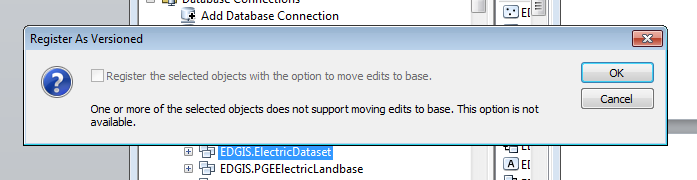 Database Connections
Add Database Connection
Register As Versioned
Register the selected objects with the option to move edits to base.
OK
One or more of the selected objects does not support moving edits to base. This option is not
available.
Cancel
EDGIS.ElectricDataset
EDGIS.PGEElectricLandbase